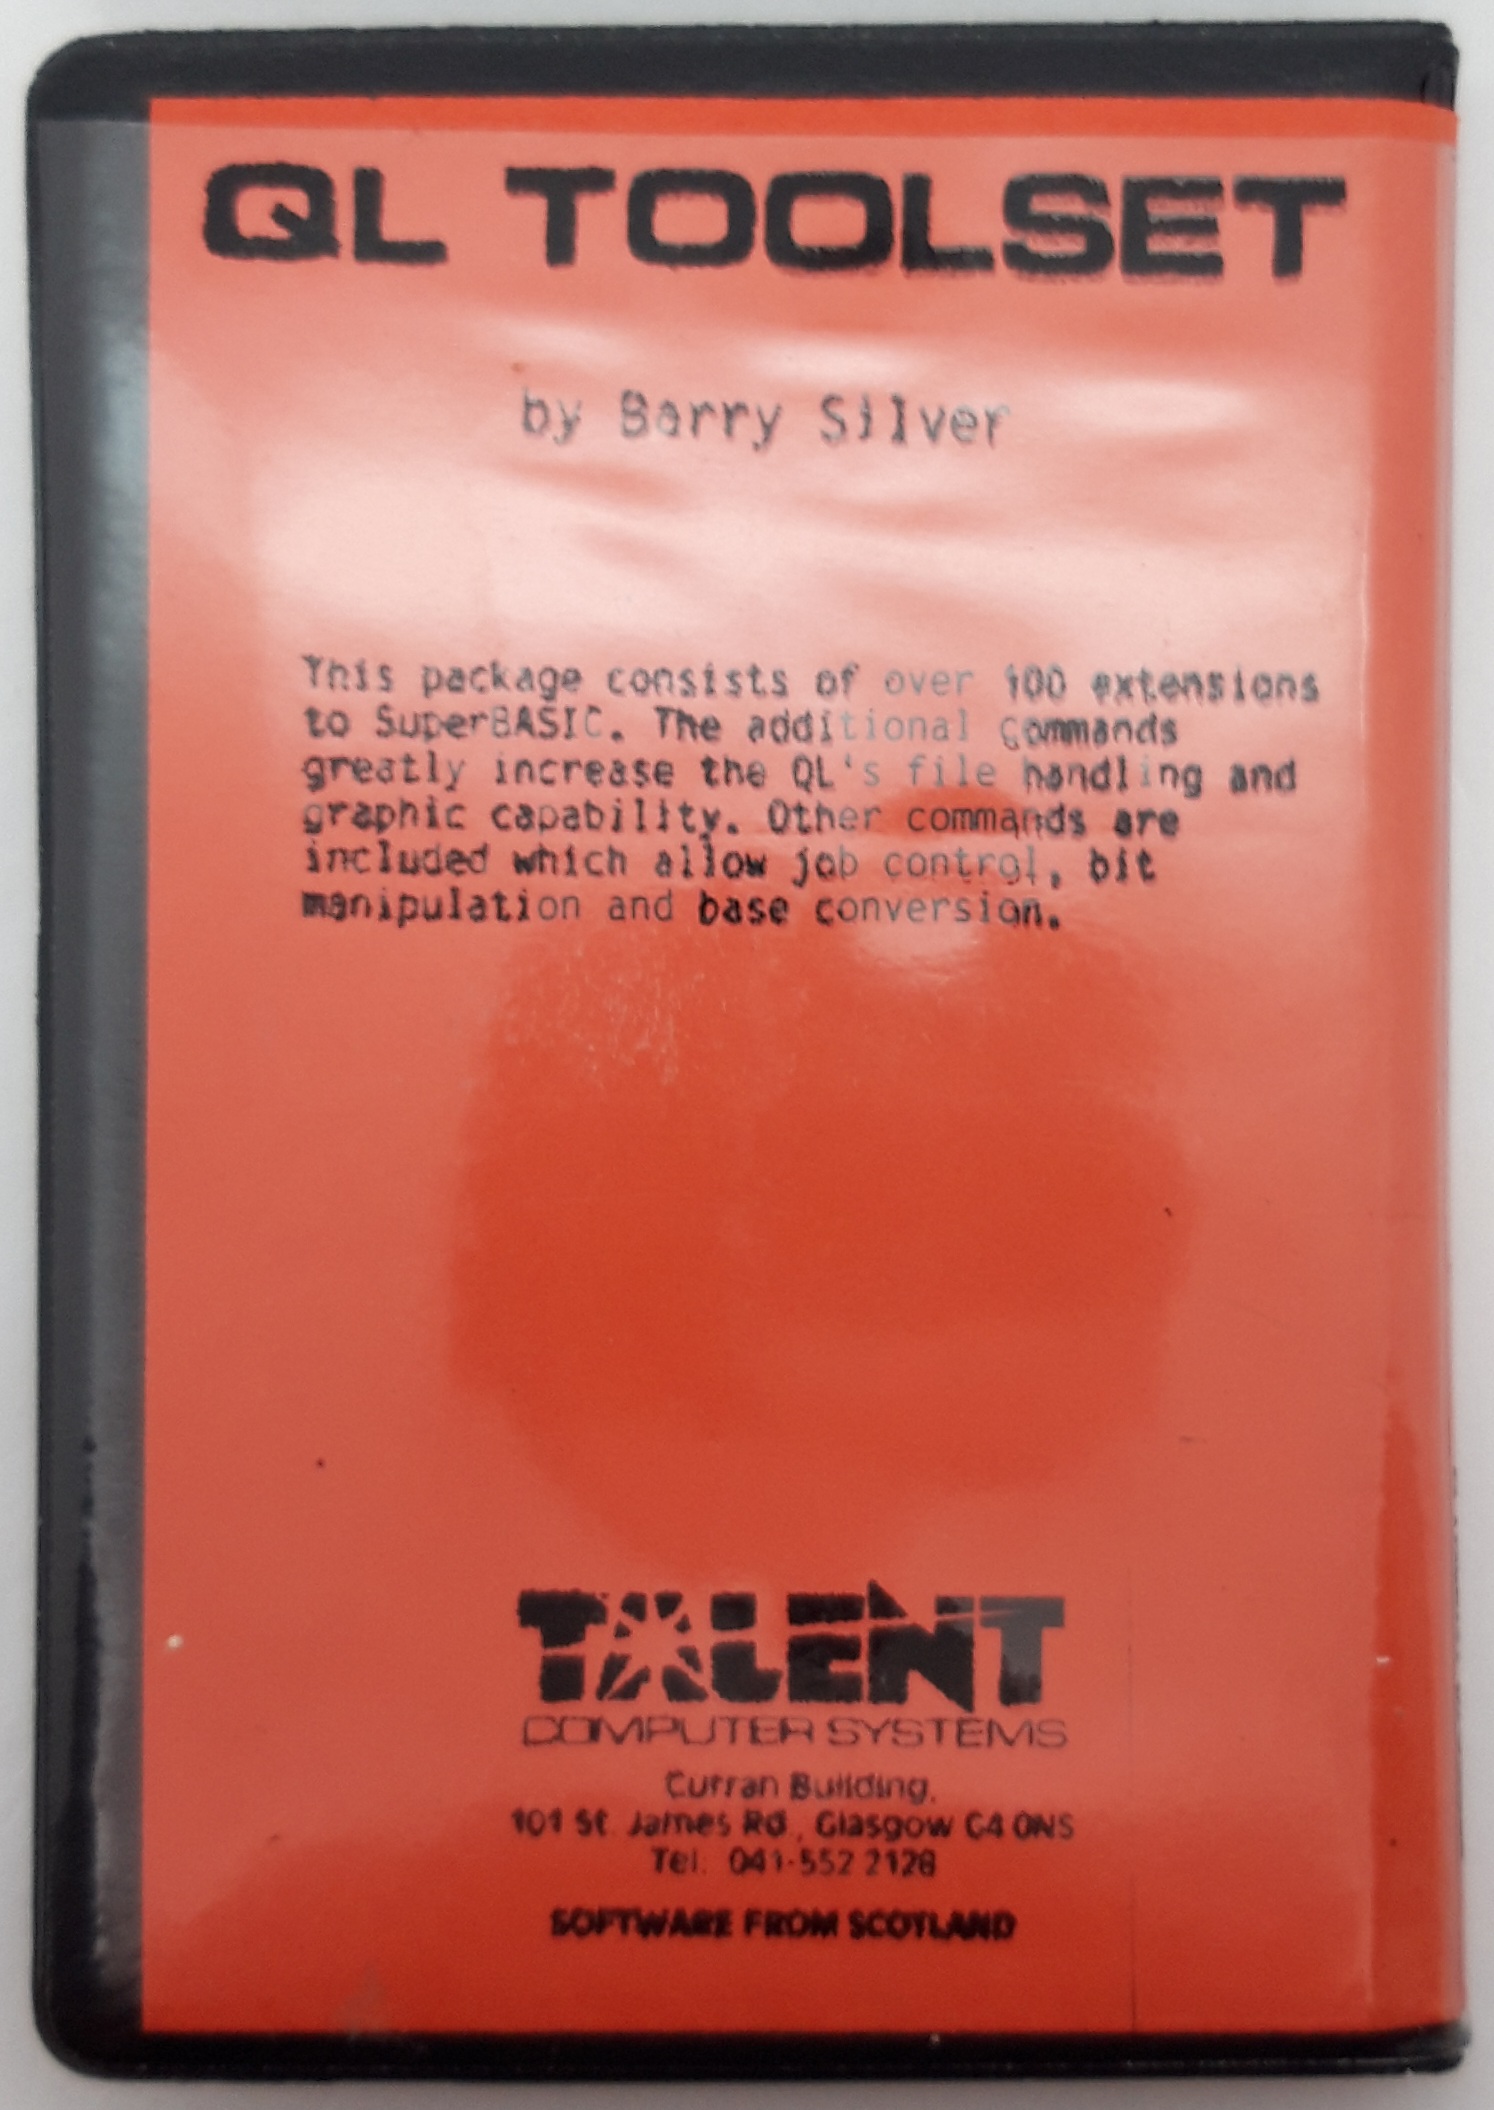 QL TOOLSET
by Barry Silver
This package consists of over 100 extensions
to SuperBASIC. The additional commands
greatly increase the QL's file handling and
graphic capability. Other commands are
included which allow job control, bit
manipulation and base conversion.
TALENT
COMPUTER SYSTEMS
Curran Building,
101 St. James Rd., Glasgow G4 0NS
Tel: 041-552 2128
SOFTWARE FROM SCOTLAND